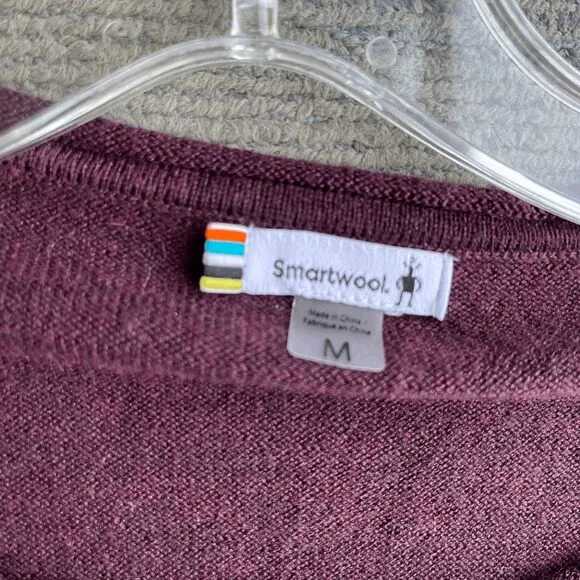 Smartwool.
Made in China
Fabriqué en Chine
M